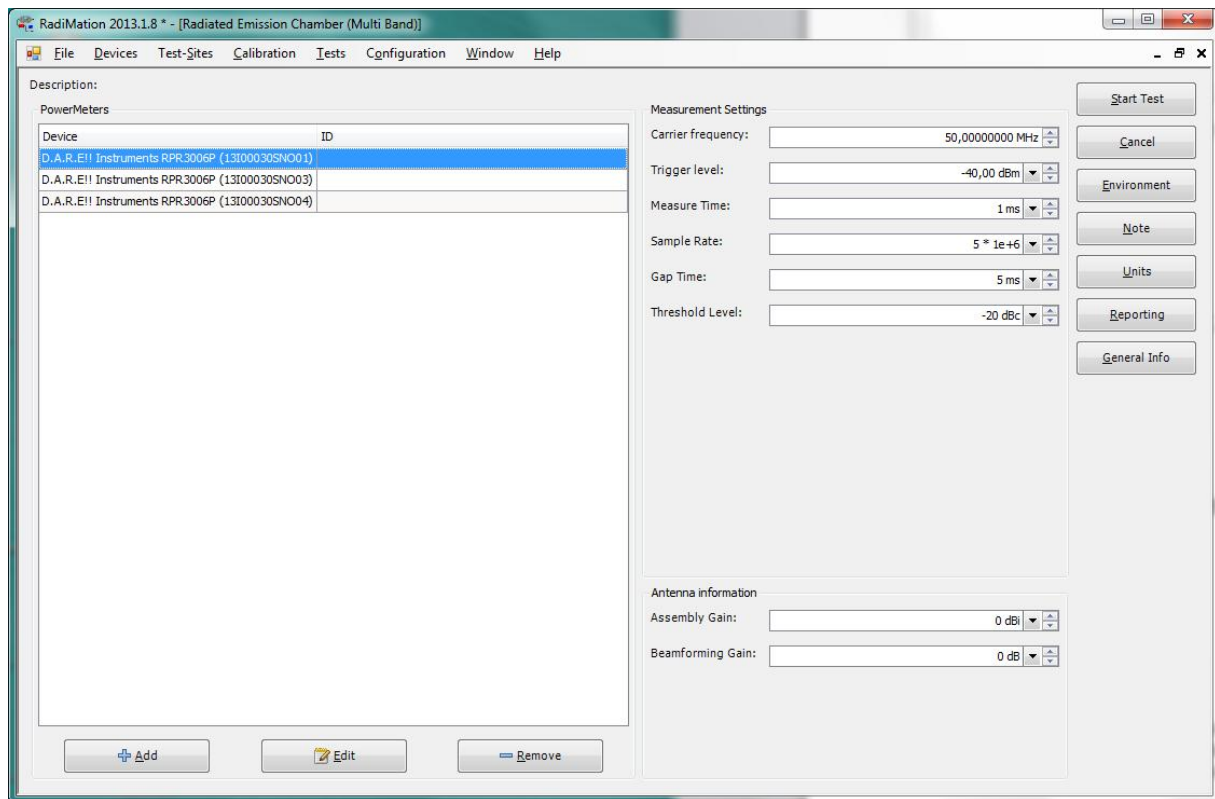 RadiMation 2013.1.8 * - [Radiated Emission Chamber (Multi Band)]
File Devices Test-Sites Calibration Tests Configuration Window Help
Description:
PowerMeters
Device ID
D.A.R.E!! Instruments RPR3006P (13I00030SNO01)
D.A.R.E!! Instruments RPR3006P (13I00030SNO03)
D.A.R.E!! Instruments RPR3006P (13I00030SNO04)
Add Edit Remove
Measurement Settings
Carrier frequency: 50,00000000 MHz
Trigger level: -40,00 dBm
Measure Time: 1 ms
Sample Rate: 5 * 1e+6
Gap Time: 5 ms
Threshold Level: -20 dBc
Antenna information
Assembly Gain: 0 dBi
Beamforming Gain: 0 dB
Start Test
Cancel
Environment
Note
Units
Reporting
General Info